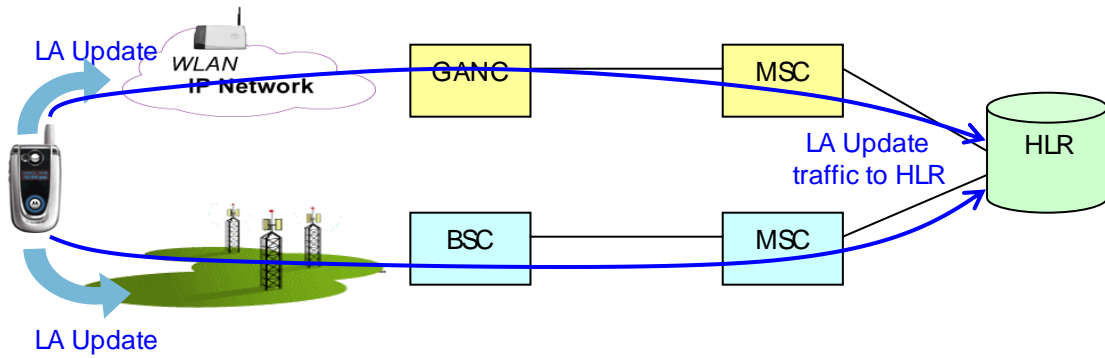 LA Update
WLAN
IP Network
GANC
MSC
HLR
LA Update
traffic to HLR
BSC
MSC
LA Update